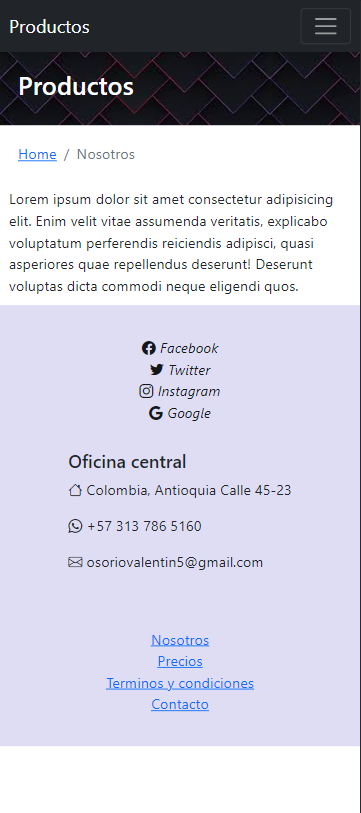 Productos
Productos
Home / Nosotros
Lorem ipsum dolor sit amet consectetur adipisicing
elit. Enim velit vitae assumenda veritatis, explicabo
voluptatum perferendis reiciendis adipisci, quasi
asperiores quae repellendus deserunt! Deserunt
voluptas dicta commodi neque eligendi quos.
Facebook
Twitter
Instagram
Google
Oficina central
Colombia, Antioquia Calle 45-23
+57 313 786 5160
osoriovalentin5@gmail.com
Nosotros
Precios
Terminos y condiciones
Contacto